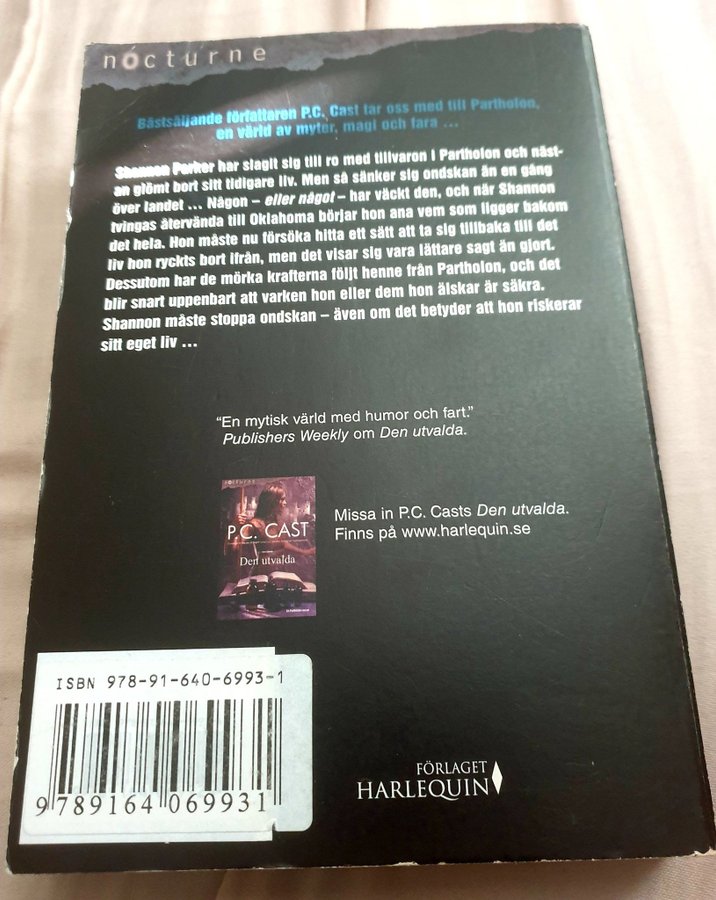 nocturne
Bästsäljande författaren P.C. Cast tar oss med till Partholon,
en värld av myter, magi och fara ...
Shannon Parker har slagit sig till ro med tillvaron i Partholon och näst-
an glömt bort sitt tidigare liv. Men så sänker sig ondskan än en gång
över landet ... Någon – eller något – har väckt den, och när Shannon
tvingas återvända till Oklahoma börjar hon ana vem som ligger bakom
det hela. Hon måste nu försöka hitta ett sätt att ta sig tillbaka till det
liv hon ryckts bort ifrån, men det visar sig vara lättare sagt än gjort.
Dessutom har de mörka krafterna följt henne från Partholon, och det
blir snart uppenbart att varken hon eller dem hon älskar är säkra.
Shannon måste stoppa ondskan – även om det betyder att hon riskerar
sitt eget liv ...
"En mytisk värld med humor och fart."
Publishers Weekly om Den utvalda.
nocturne
P.C. CAST
Den utvalda
Missa in P.C. Casts Den utvalda.
Finns på www.harlequin.se
ISBN 978-91-640-6993-1
9 789164 069931
FÖRLAGET
HARLEQUIN